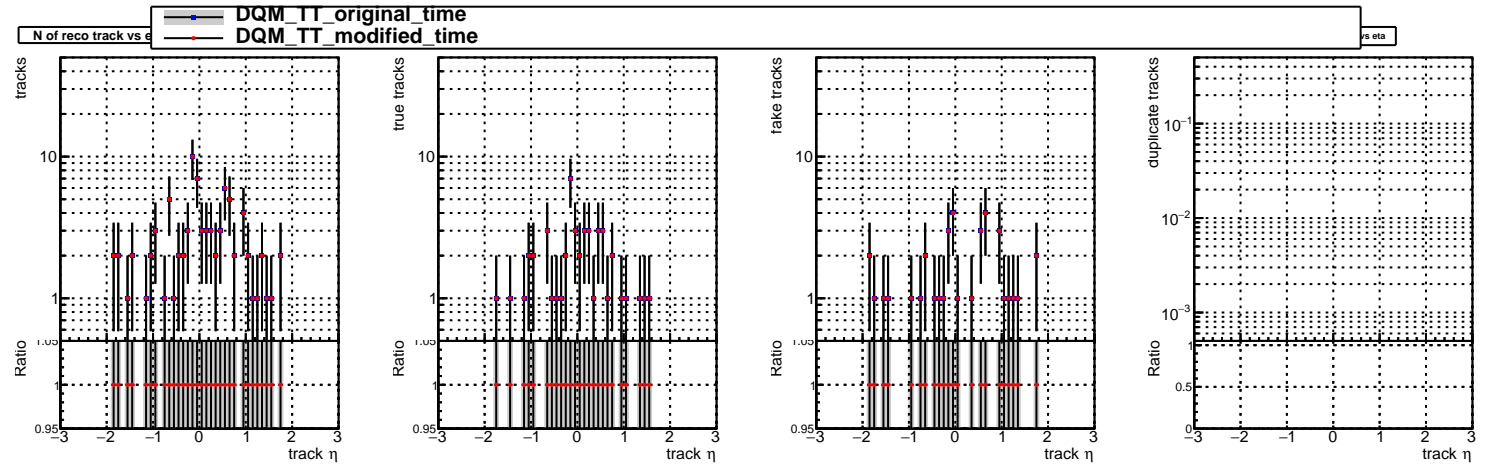 DQM_TT_original_time
DQM_TT_modified_time
N of reco track vs e
vs eta
tracks
10
1
Ratio
1.05
1
0.95
−3 −2 −1 0 1 2 3
track η
true tracks
10
1
Ratio
1.05
1
0.95
−3 −2 −1 0 1 2 3
track η
fake tracks
10
1
Ratio
1.05
1
0.95
−3 −2 −1 0 1 2 3
track η
duplicate tracks
10−1
10−2
10−3
Ratio
1
0.5
0
−3 −2 −1 0 1 2 3
track η